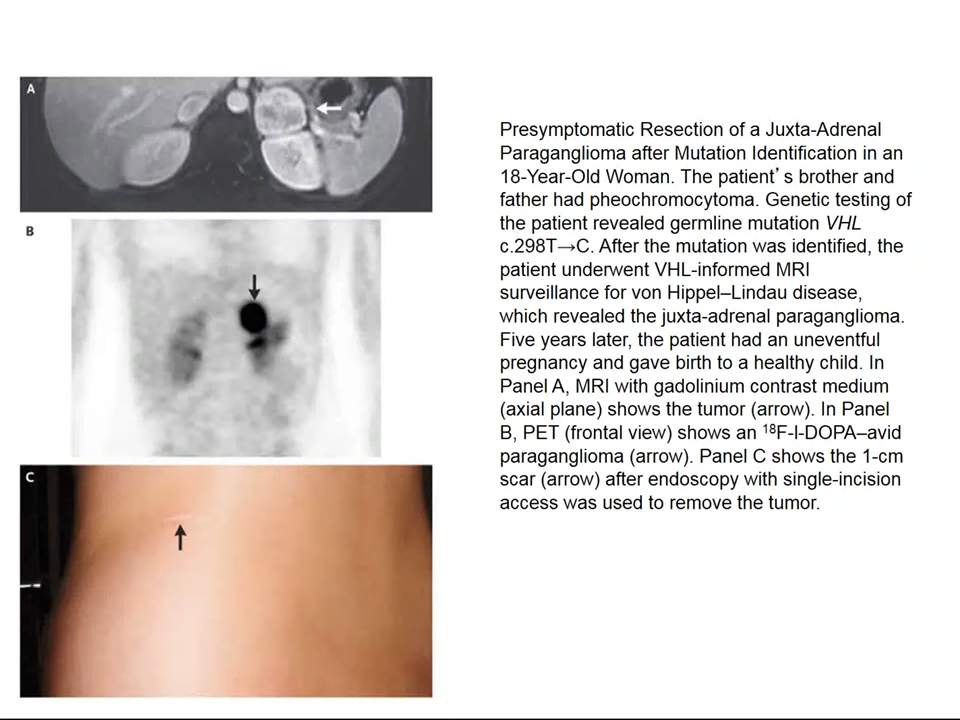 A
B
C
Presymptomatic Resection of a Juxta-Adrenal
Paraganglioma after Mutation Identification in an
18-Year-Old Woman. The patient's brother and
father had pheochromocytoma. Genetic testing of
the patient revealed germline mutation VHL
c.298T→C. After the mutation was identified, the
patient underwent VHL-informed MRI
surveillance for von Hippel–Lindau disease,
which revealed the juxta-adrenal paraganglioma.
Five years later, the patient had an uneventful
pregnancy and gave birth to a healthy child. In
Panel A, MRI with gadolinium contrast medium
(axial plane) shows the tumor (arrow). In Panel
B, PET (frontal view) shows an ¹⁸F-l-DOPA–avid
paraganglioma (arrow). Panel C shows the 1-cm
scar (arrow) after endoscopy with single-incision
access was used to remove the tumor.